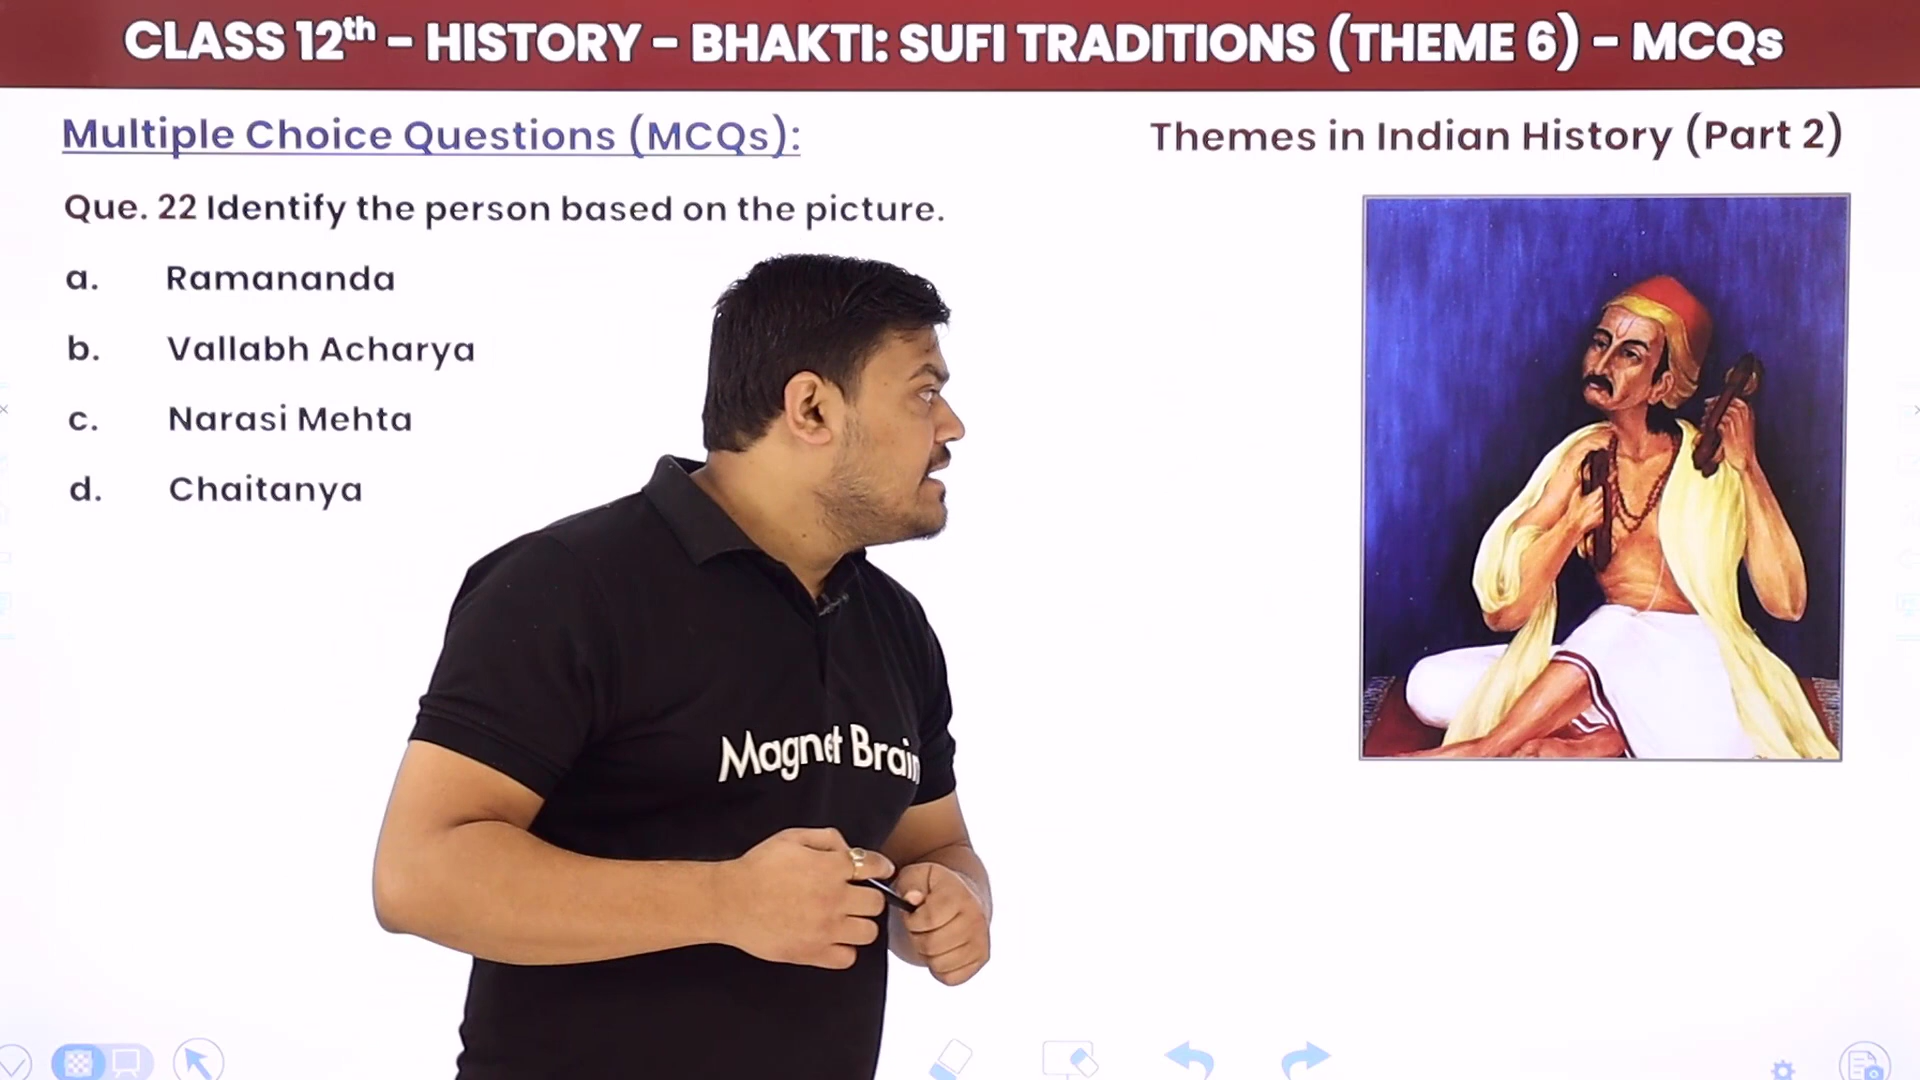 CLASS 12th – HISTORY – BHAKTI: SUFI TRADITIONS (THEME 6) – MCQs
Multiple Choice Questions (MCQs):
Themes in Indian History (Part 2)
Que. 22 Identify the person based on the picture.
a. Ramananda
b. Vallabh Acharya
c. Narasi Mehta
d. Chaitanya
Magnet Brain